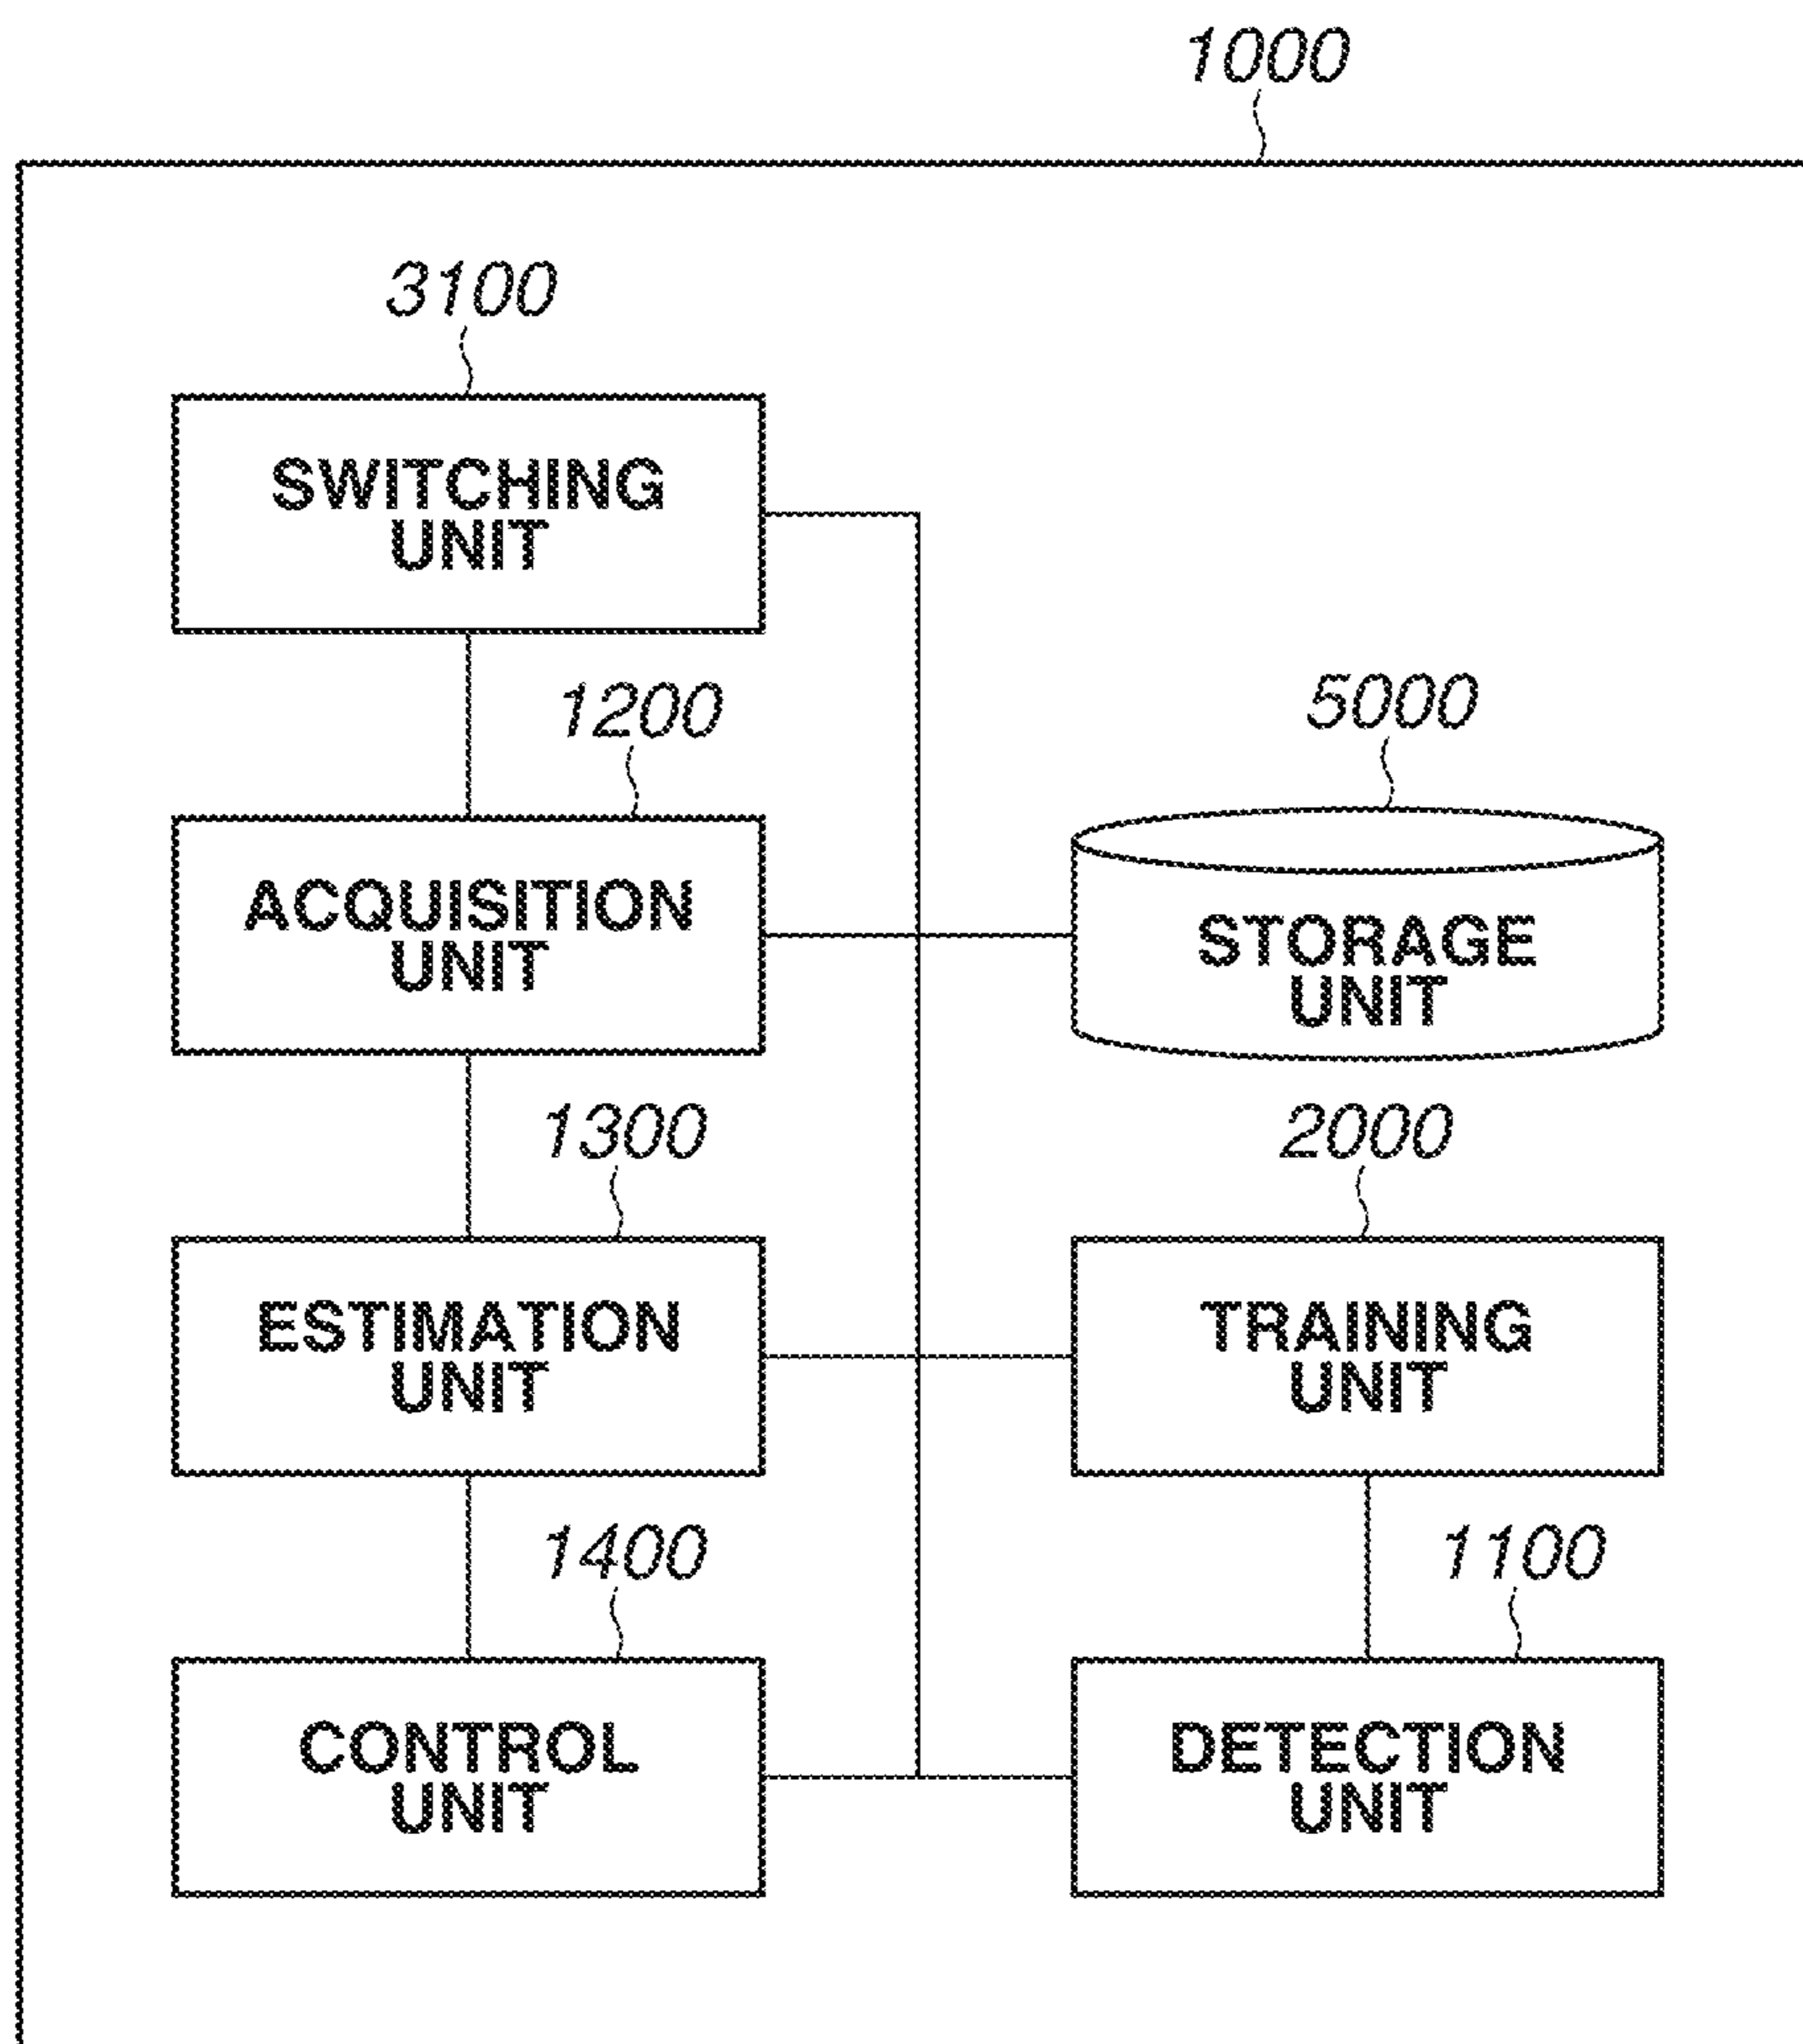 1000
3100
SWITCHING
UNIT
1200
ACQUISITION
UNIT
5000
STORAGE
UNIT
1300
ESTIMATION
UNIT
2000
TRAINING
UNIT
1400
CONTROL
UNIT
1100
DETECTION
UNIT